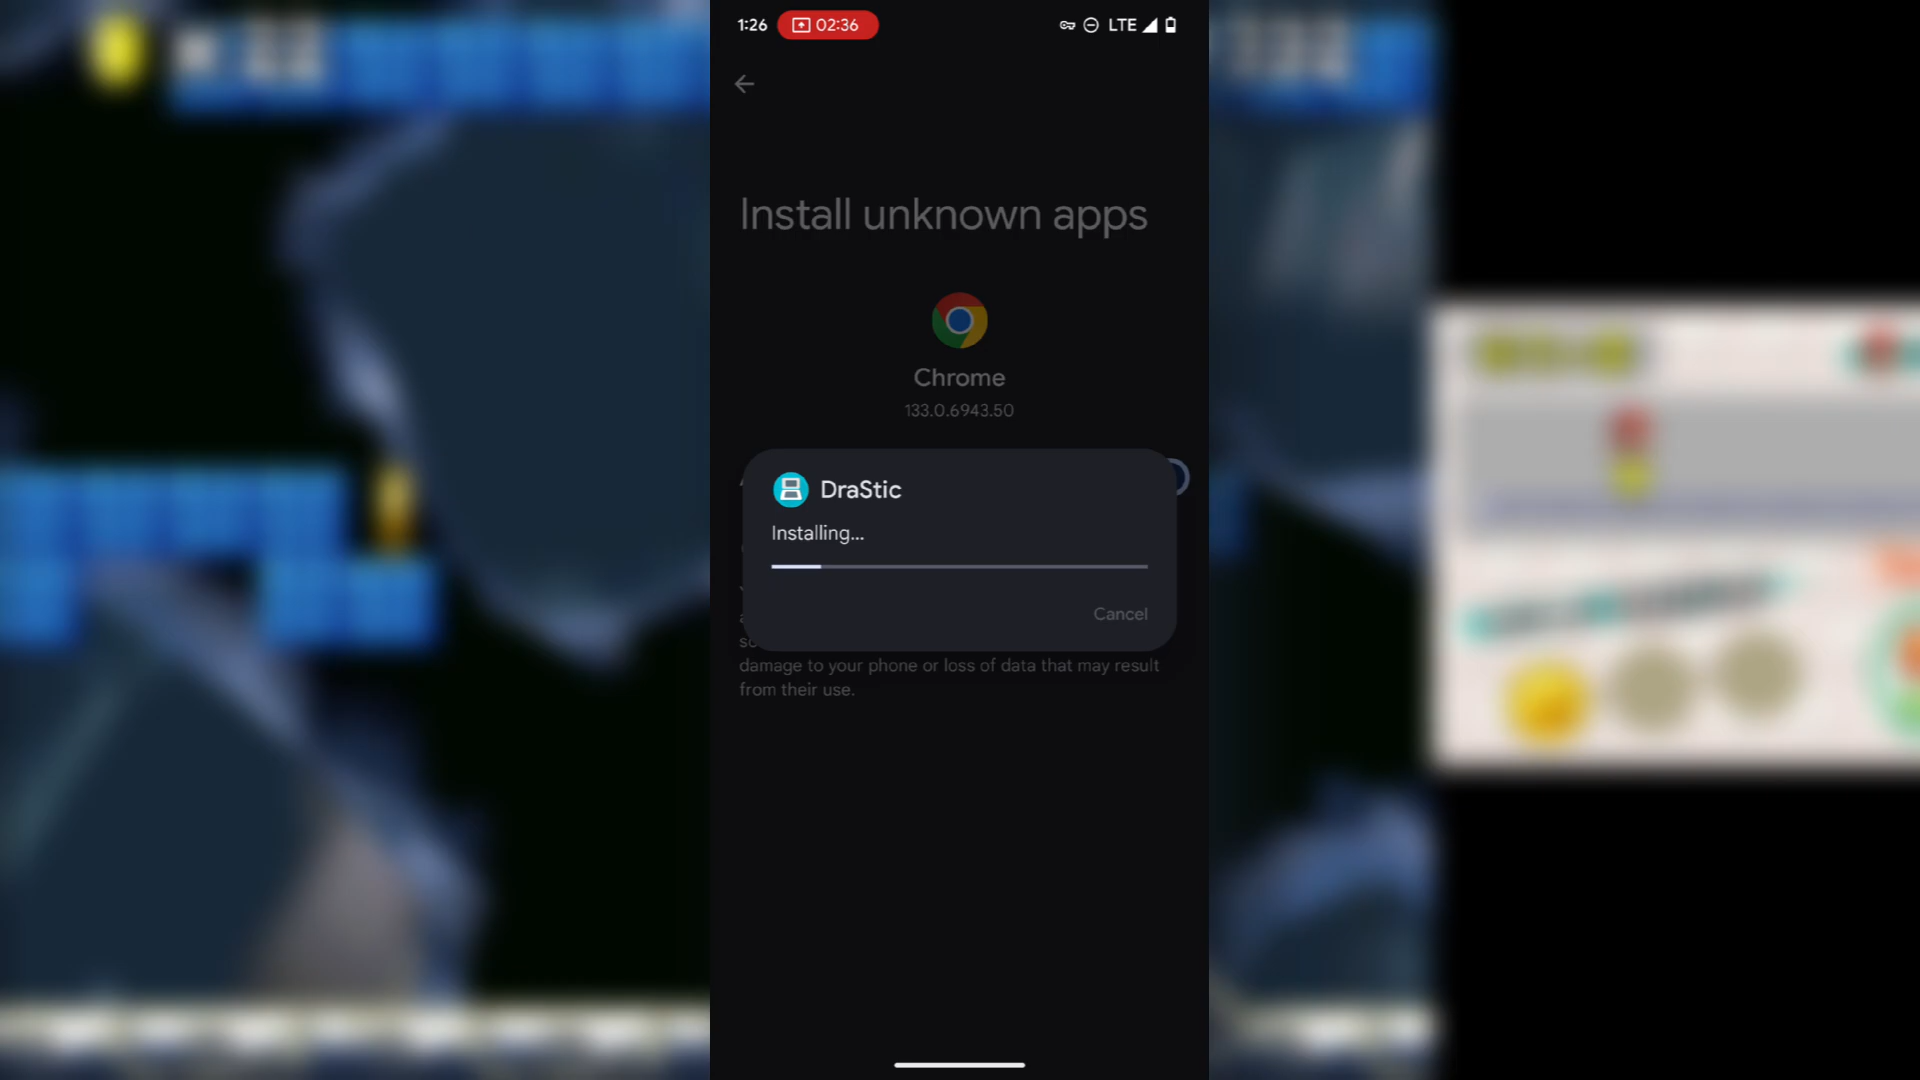 1:26 02:36 LTE
Install unknown apps
Chrome
133.0.6943.50
DraStic
Installing...
Cancel
damage to your phone or loss of data that may result
from their use.